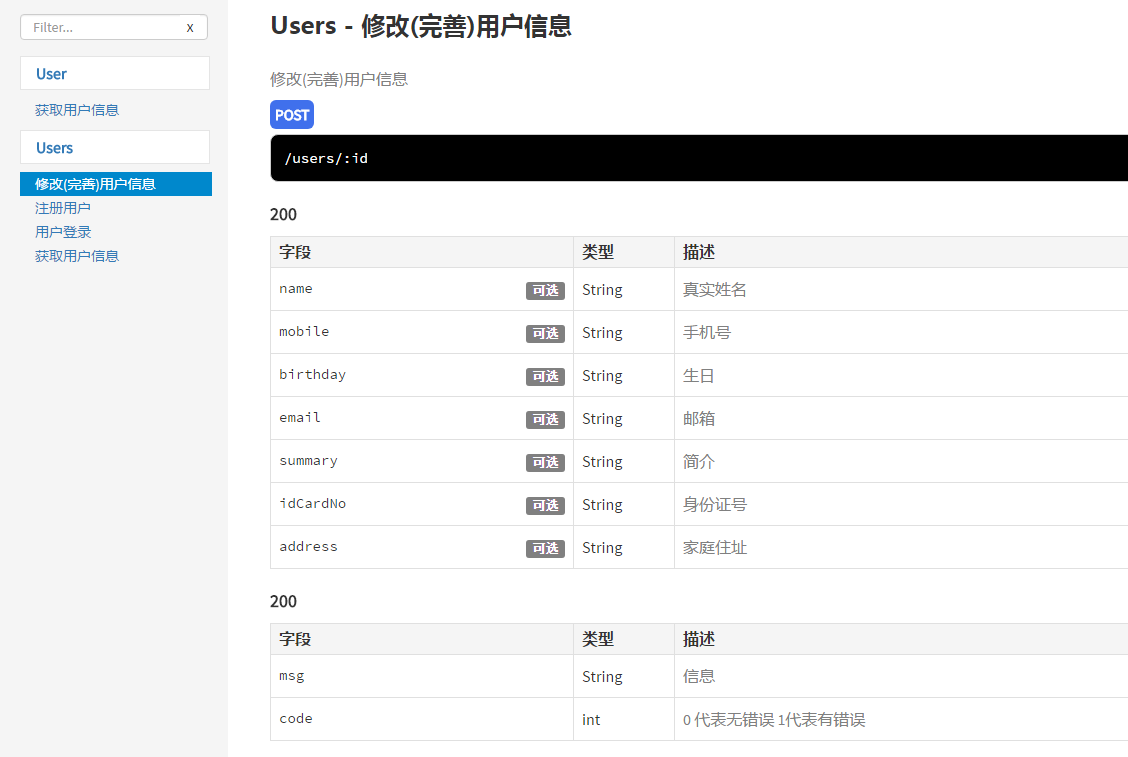 Filter... X
User
获取用户信息
Users
修改(完善)用户信息
注册用户
用户登录
获取用户信息
Users - 修改(完善)用户信息
修改(完善)用户信息
POST
/users/:id
200
字段 类型 描述
name 可选 String 真实姓名
mobile 可选 String 手机号
birthday 可选 String 生日
email 可选 String 邮箱
summary 可选 String 简介
idCardNo 可选 String 身份证号
address 可选 String 家庭住址
200
字段 类型 描述
msg String 信息
code int 0 代表无错误 1代表有错误